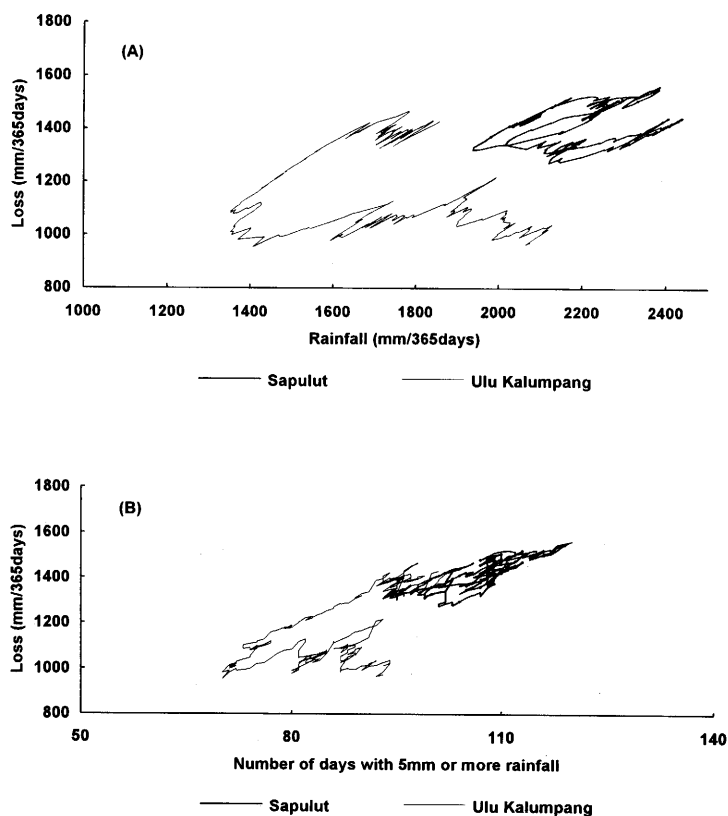 1800
(A)
1600
1400
1200
1000
800
Loss (mm/365days)
1000 1200 1400 1600 1800 2000 2200 2400
Rainfall (mm/365days)
Sapulut Ulu Kalumpang
1800
(B)
1600
1400
1200
1000
800
Loss (mm/365days)
50 80 110 140
Number of days with 5mm or more rainfall
Sapulut Ulu Kalumpang